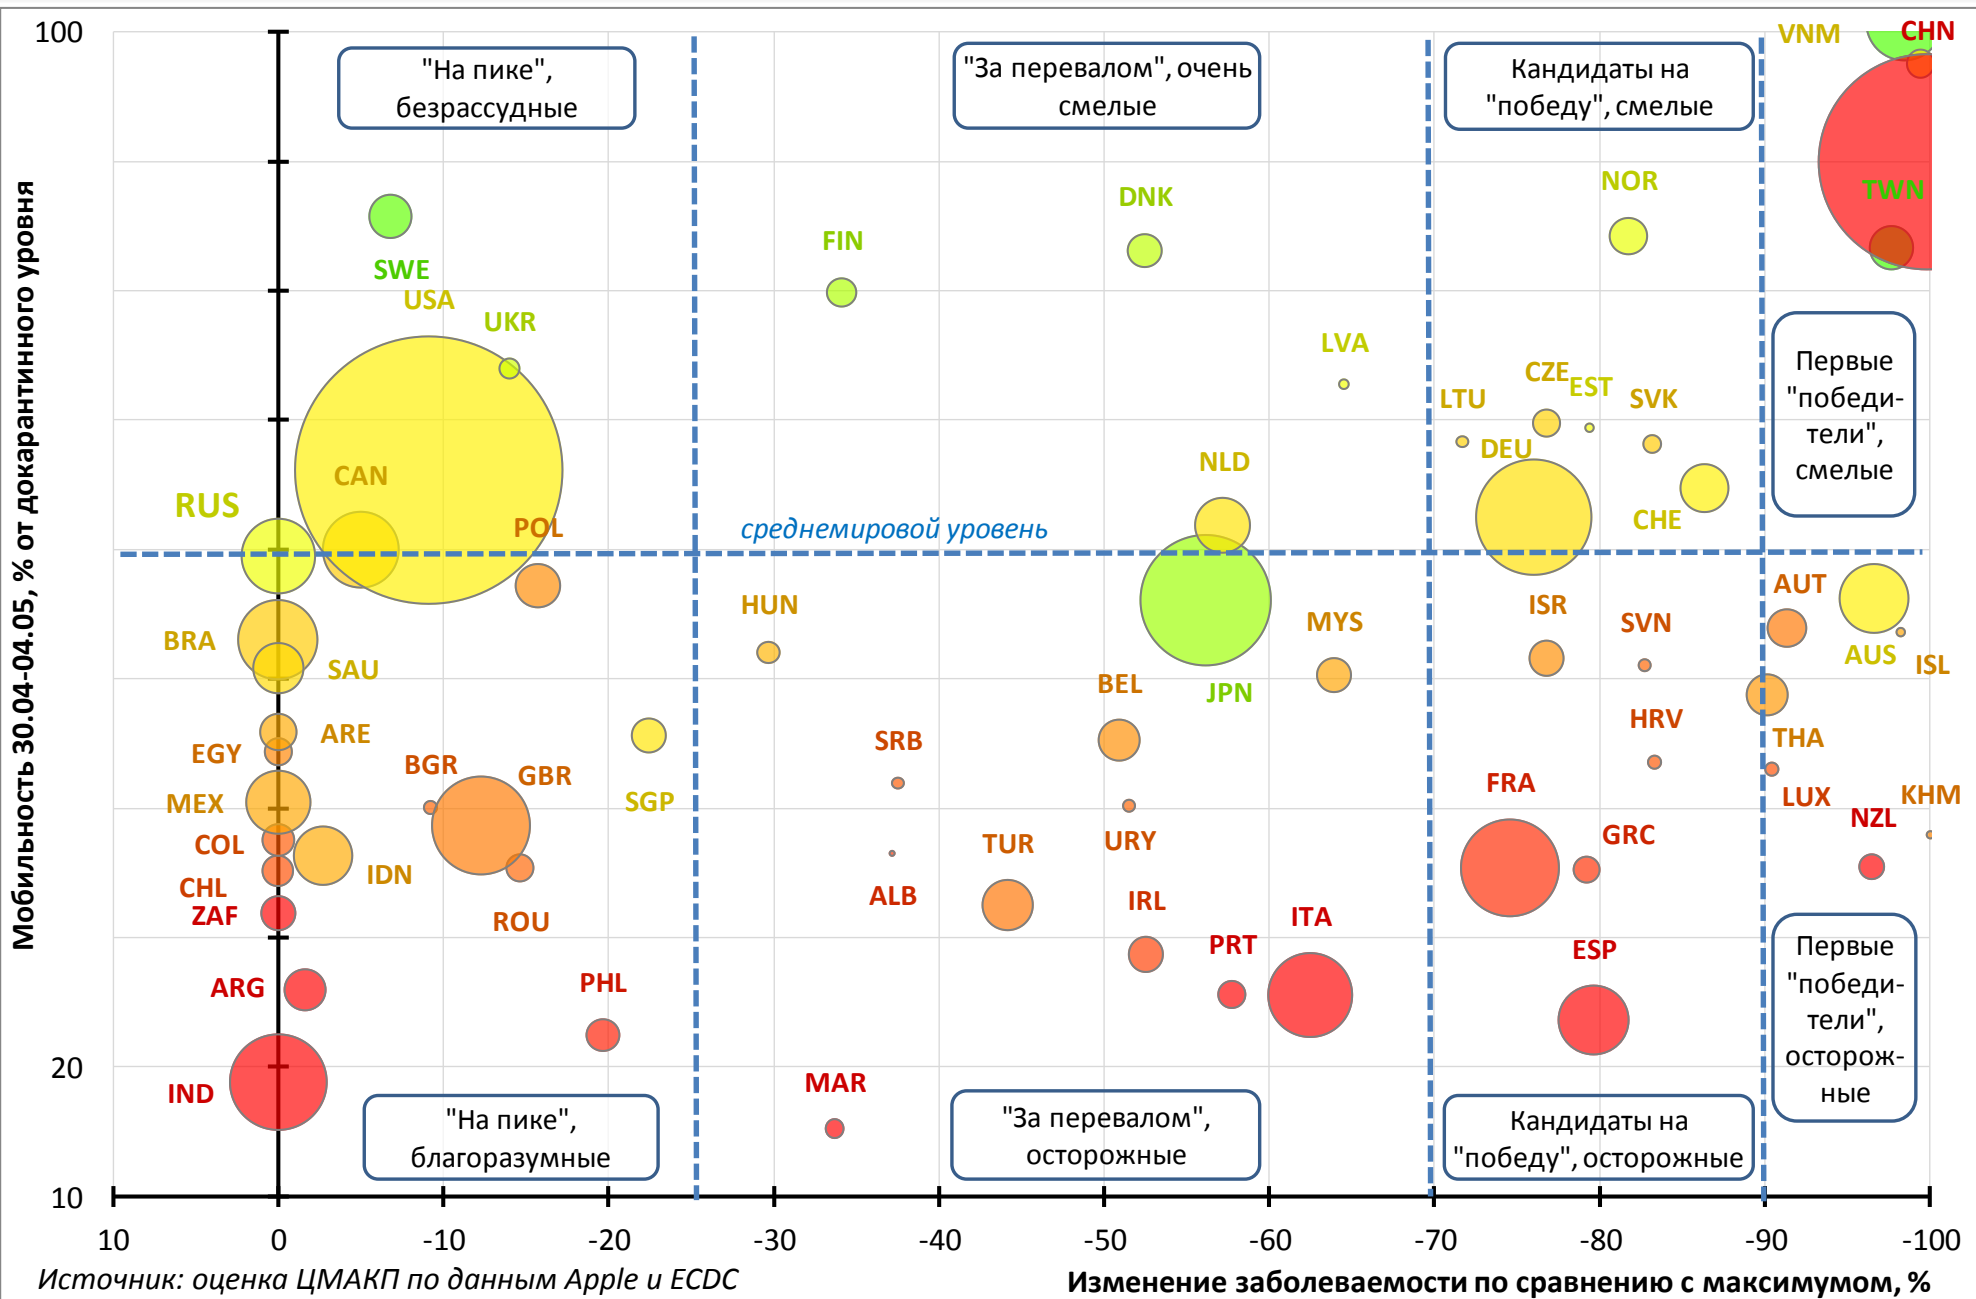 100
"На пике",
безрассудные
"За перевалом", очень
смелые
Кандидаты на
"победу", смелые
VNM
CHN
TWN
NOR
DNK
FIN
SWE
USA
UKR
LVA
CZE
EST
LTU
SVK
DEU
CHE
NLD
CAN
RUS
POL
среднемировой уровень
Первые
"победи-
тели",
смелые
Мобильность 30.04-04.05, % от докарантинного уровня
BRA
SAU
HUN
JPN
MYS
ISR
SVN
AUT
AUS
ISL
ARE
EGY
MEX
BGR
GBR
SGP
SRB
BEL
HRV
THA
LUX
KHM
NZL
COL
CHL
ZAF
IDN
ROU
ALB
TUR
URY
IRL
FRA
GRC
ARG
PHL
PRT
ITA
ESP
IND
MAR
Первые
"победи-
тели",
осторож-
ные
20
"На пике",
благоразумные
"За перевалом",
осторожные
Кандидаты на
"победу", осторожные
10
10 0 -10 -20 -30 -40 -50 -60 -70 -80 -90 -100
Источник: оценка ЦМАКП по данным Apple и ECDC
Изменение заболеваемости по сравнению с максимумом, %